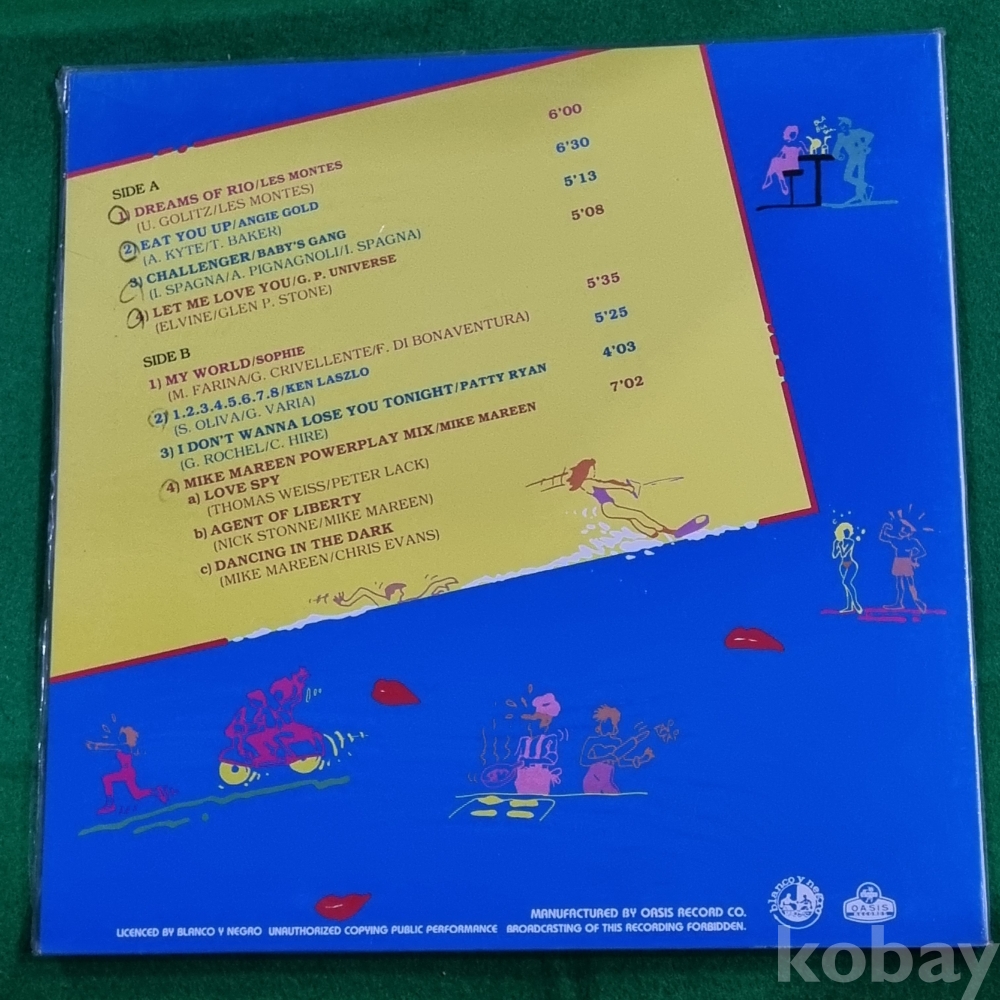 SIDE A
1) DREAMS OF RIO/LES MONTES 6'00
(U. GOLITZ/LES MONTES)
2) EAT YOU UP/ANGIE GOLD 6'30
(A. KYTE/T. BAKER)
3) CHALLENGER/BABY'S GANG 5'13
(I. SPAGNA/A. PIGNAGNOLI/I. SPAGNA)
4) LET ME LOVE YOU/G. P. UNIVERSE 5'08
(ELVINE/GLEN P. STONE)
SIDE B
1) MY WORLD/SOPHIE 5'35
(M. FARINA/G. CRIVELLENTE/F. DI BONAVENTURA)
2) 1.2.3.4.5.6.7.8/KEN LASZLO 5'25
(S. OLIVA/G. VARIA)
3) I DON'T WANNA LOSE YOU TONIGHT/PATTY RYAN 4'03
(G. ROCHEL/C. HIRE)
4) MIKE MAREEN POWERPLAY MIX/MIKE MAREEN 7'02
a) LOVE SPY
(THOMAS WEISS/PETER LACK)
b) AGENT OF LIBERTY
(NICK STONNE/MIKE MAREEN)
c) DANCING IN THE DARK
(MIKE MAREEN/CHRIS EVANS)
blanco y negro
OASIS
RECORDS
MANUFACTURED BY OASIS RECORD CO.
LICENCED BY BLANCO Y NEGRO UNAUTHORIZED COPYING PUBLIC PERFORMANCE BROADCASTING OF THIS RECORDING FORBIDDEN.
kobay